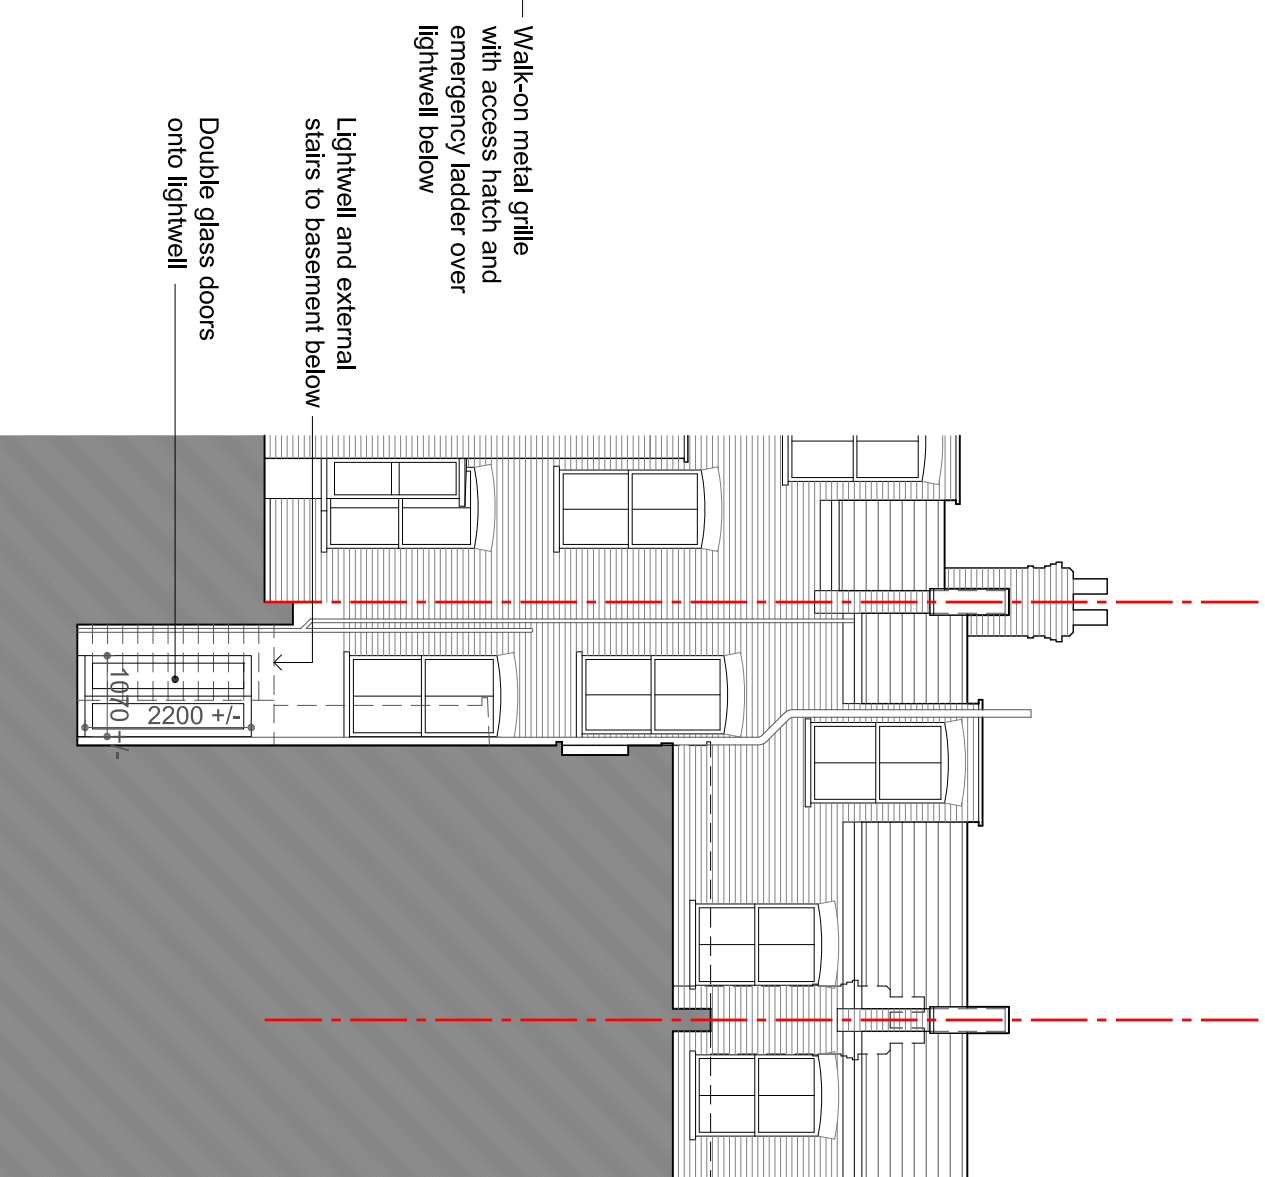 Walk-on metal grille
with access hatch and
emergency ladder over
lightwell below
Lightwell and external
stairs to basement below
Double glass doors
onto lightwell
1070 +/-
2200 +/-